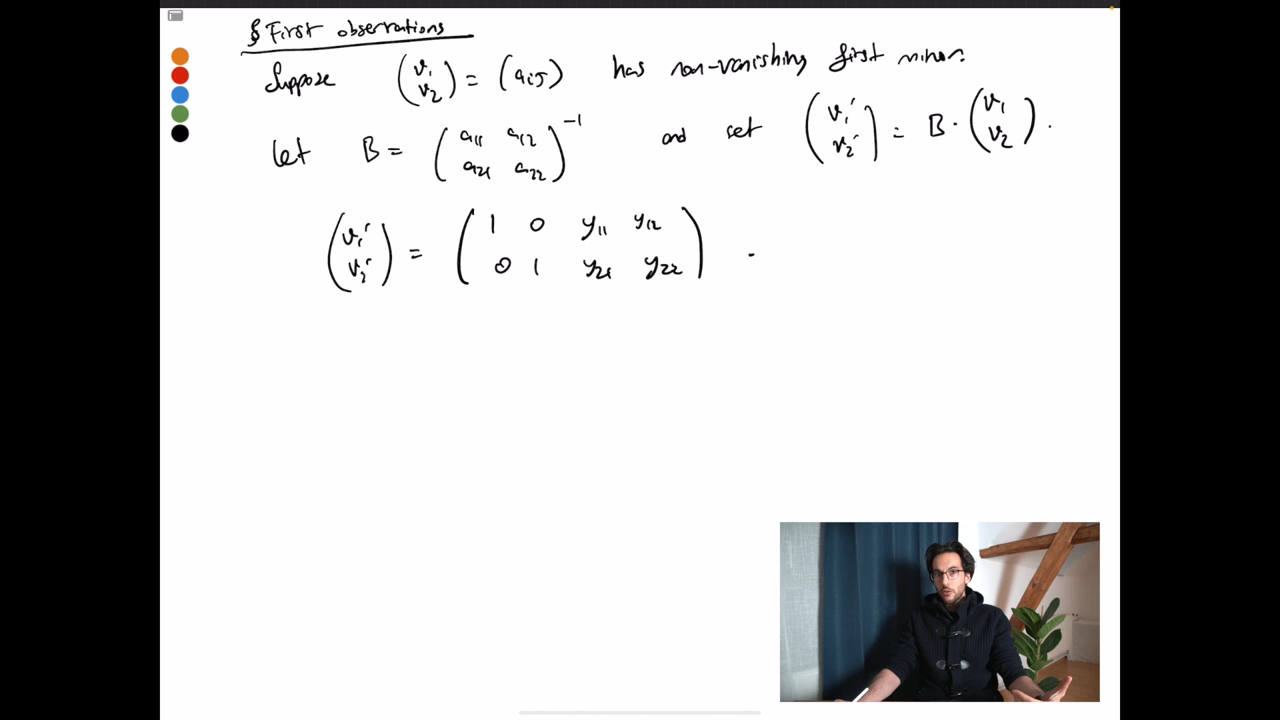 § First observations
Suppose (v₁ v₂) = (aᵢⱼ) has non-vanishing first minor.
Let B = (a₁₁ a₁₂ a₂₁ a₂₂)⁻¹ and set (v₁′ v₂′) = B · (v₁ v₂) .
(v₁′ v₂′) = (1 0 y₁₁ y₁₂ 0 1 y₂₁ y₂₂) .